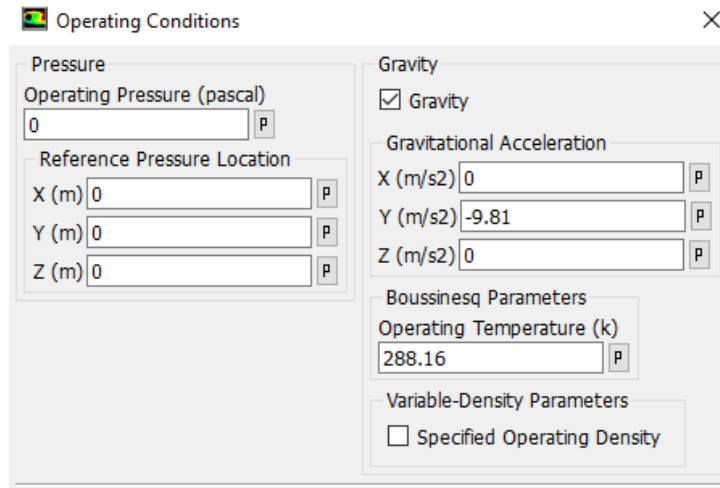 Operating Conditions
Pressure
Operating Pressure (pascal)
0 P
Reference Pressure Location
X (m) 0 P
Y (m) 0 P
Z (m) 0 P
Gravity
Gravity
Gravitational Acceleration
X (m/s2) 0 P
Y (m/s2) -9.81 P
Z (m/s2) 0 P
Boussinesq Parameters
Operating Temperature (k)
288.16 P
Variable-Density Parameters
Specified Operating Density